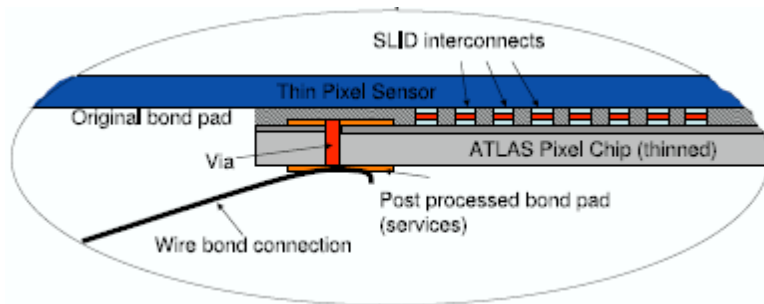 SLID interconnects
Thin Pixel Sensor
Original bond pad
ATLAS Pixel Chip (thinned)
Via
Post processed bond pad
(services)
Wire bond connection